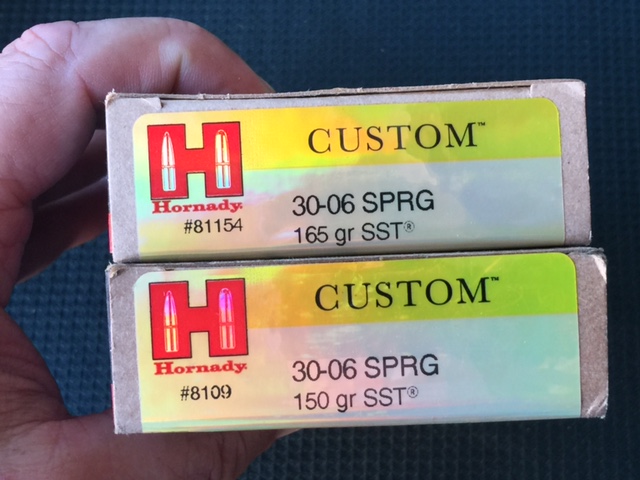 H
CUSTOM™
Hornady.
30-06 SPRG
#81154
165 gr SST®
H
CUSTOM™
Hornady.
30-06 SPRG
#8109
150 gr SST®